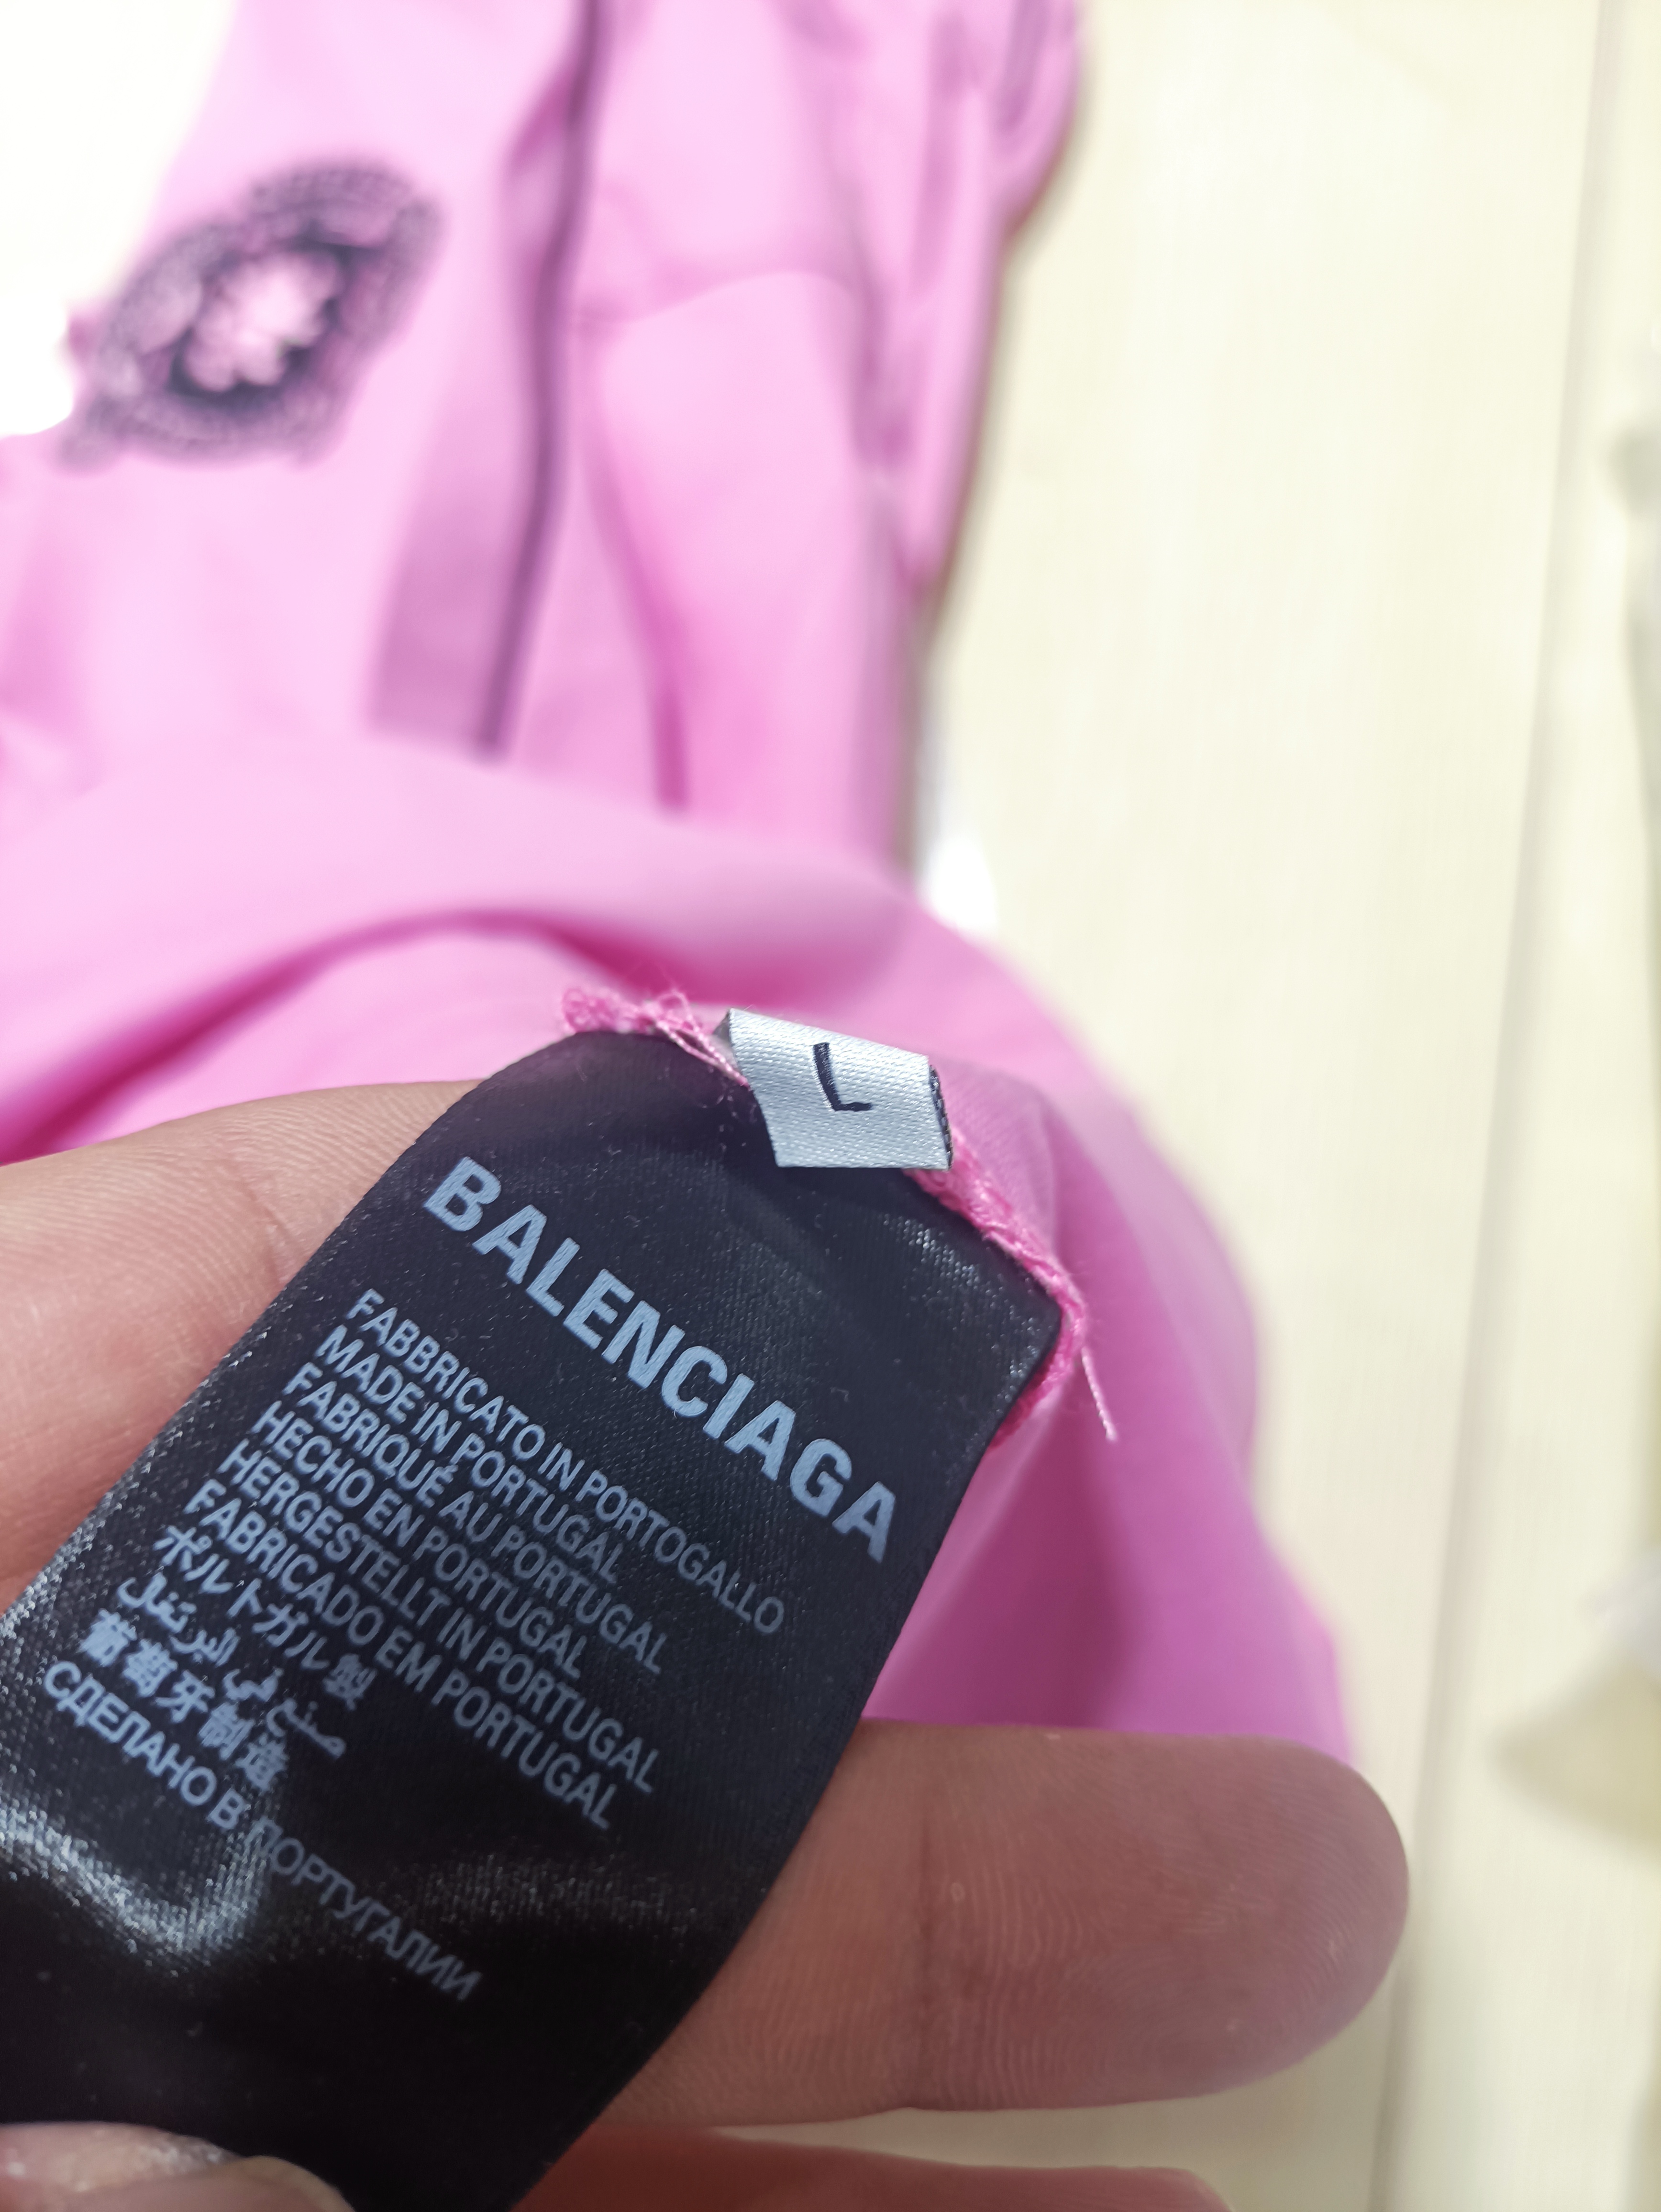 L
BALENCIAGA
FABBRICATO IN PORTOGALLO
MADE IN PORTUGAL
FABRIQUÉ AU PORTUGAL
HECHO EN PORTUGAL
HERGESTELLT IN PORTUGAL
FABRICADO EM PORTUGAL
ポルトガル製
صنع في البرتغال
葡萄牙制造
СДЕЛАНО В ПОРТУГАЛИИ